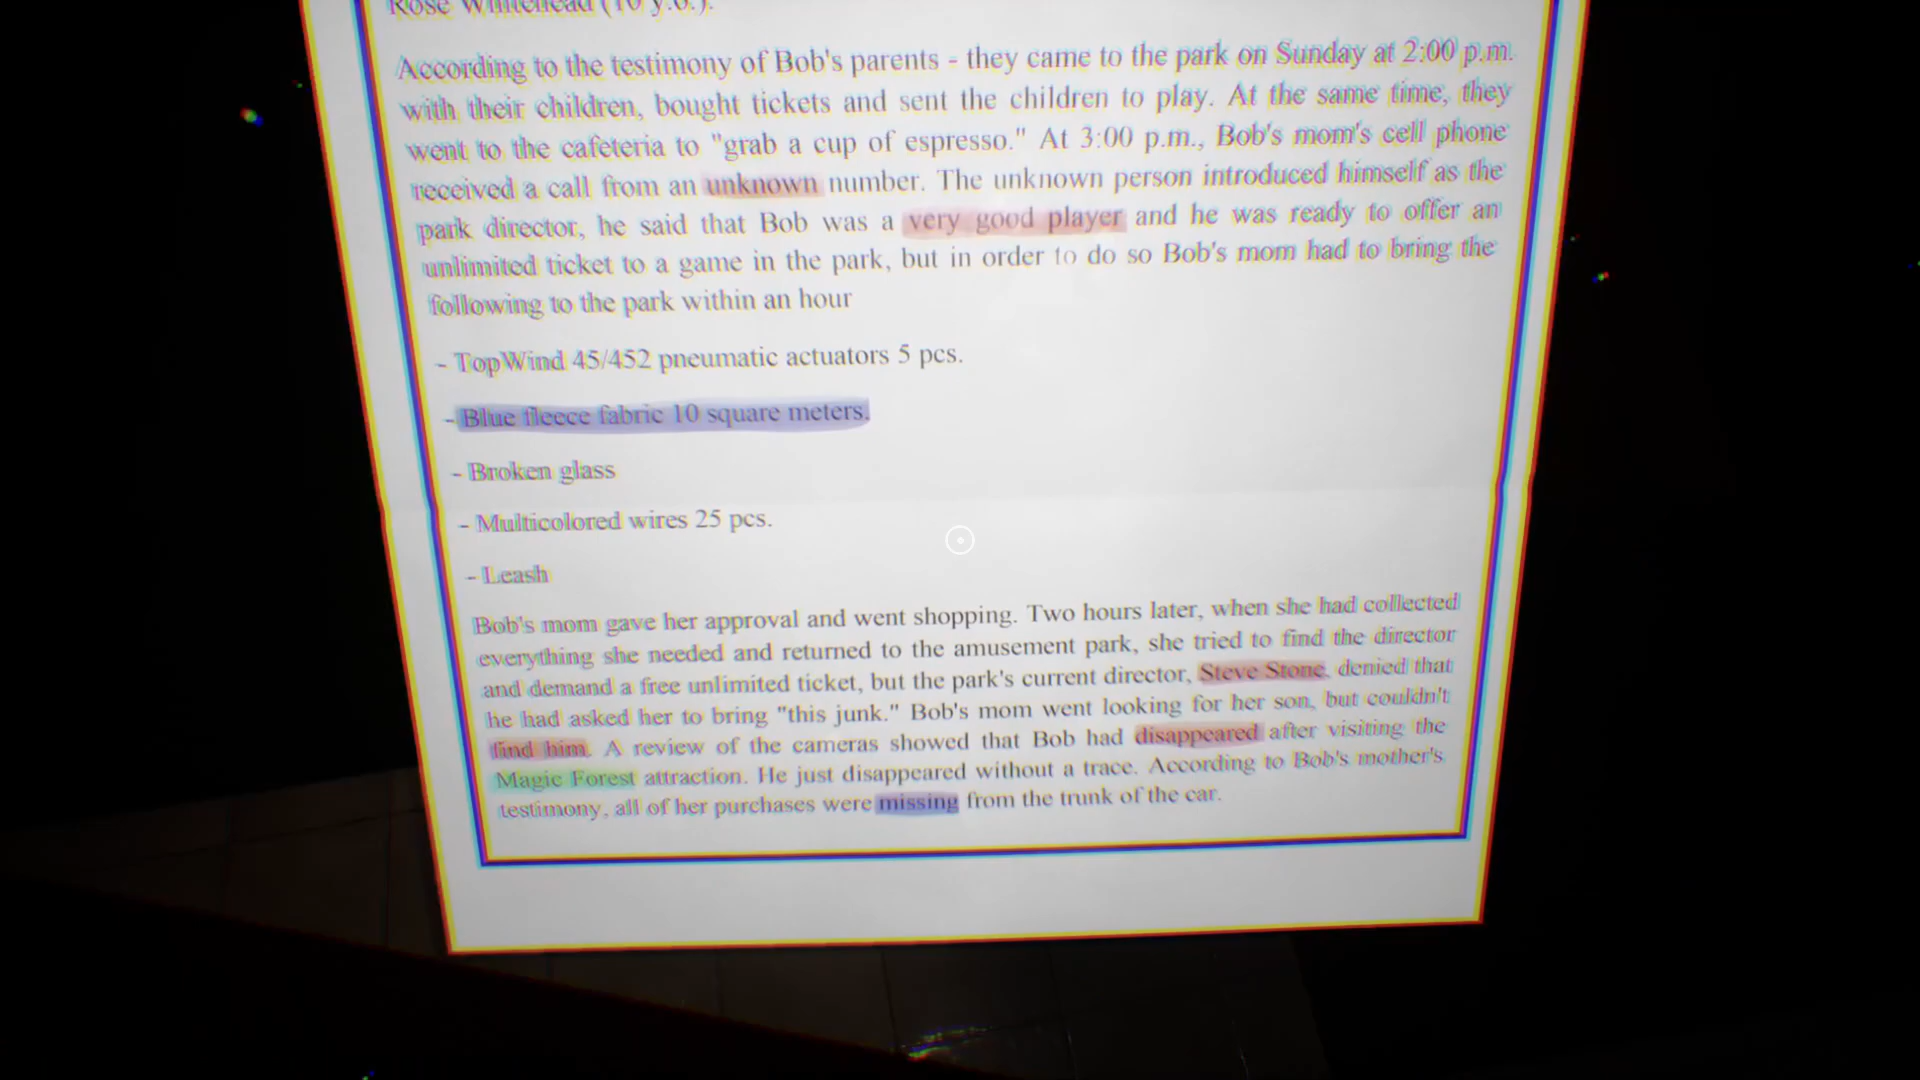 Rose Whitehead (10 y.o.).
According to the testimony of Bob's parents - they came to the park on Sunday at 2:00 p.m.
with their children, bought tickets and sent the children to play. At the same time, they
went to the cafeteria to "grab a cup of espresso." At 3:00 p.m., Bob's mom's cell phone
received a call from an unknown number. The unknown person introduced himself as the
park director, he said that Bob was a very good player and he was ready to offer an
unlimited ticket to a game in the park, but in order to do so Bob's mom had to bring the
following to the park within an hour
- TopWind 45/452 pneumatic actuators 5 pcs.
- Blue fleece fabric 10 square meters.
- Broken glass
- Multicolored wires 25 pcs.
- Leash
Bob's mom gave her approval and went shopping. Two hours later, when she had collected
everything she needed and returned to the amusement park, she tried to find the director
and demand a free unlimited ticket, but the park's current director, Steve Stone, denied that
he had asked her to bring "this junk." Bob's mom went looking for her son, but couldn't
find him. A review of the cameras showed that Bob had disappeared after visiting the
Magic Forest attraction. He just disappeared without a trace. According to Bob's mother's
testimony, all of her purchases were missing from the trunk of the car.